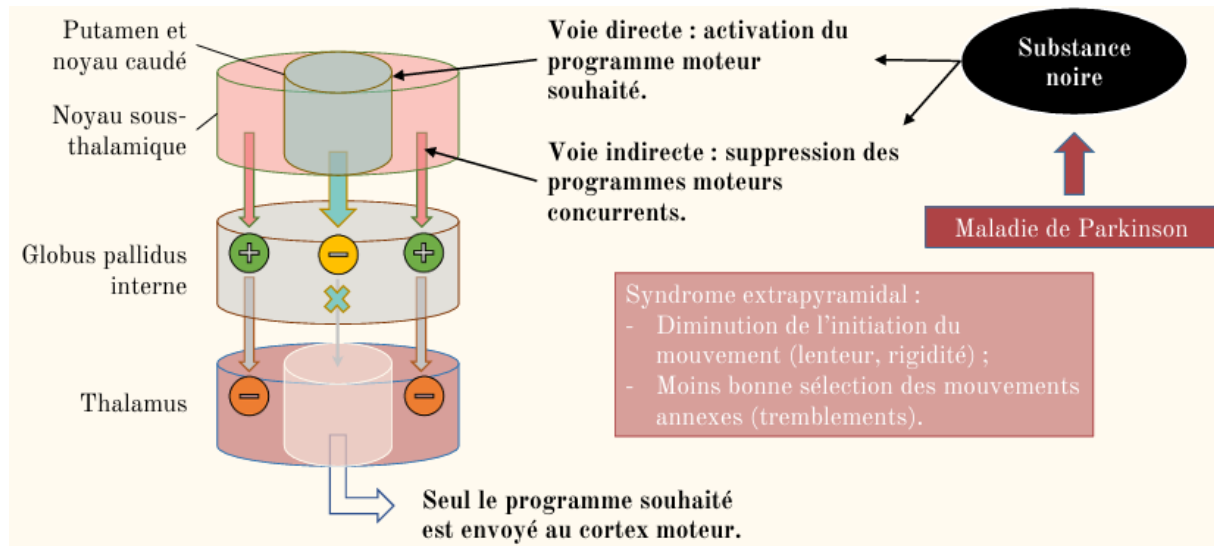 Putamen et
noyau caudé
Noyau sous-
thalamique
Globus pallidus
interne
Thalamus
+
−
+
−
−
Voie directe : activation du
programme moteur
souhaité.
Voie indirecte : suppression des
programmes moteurs
concurrents.
Substance
noire
Maladie de Parkinson
Syndrome extrapyramidal :
- Diminution de l’initiation du
mouvement (lenteur, rigidité) ;
- Moins bonne sélection des mouvements
annexes (tremblements).
Seul le programme souhaité
est envoyé au cortex moteur.